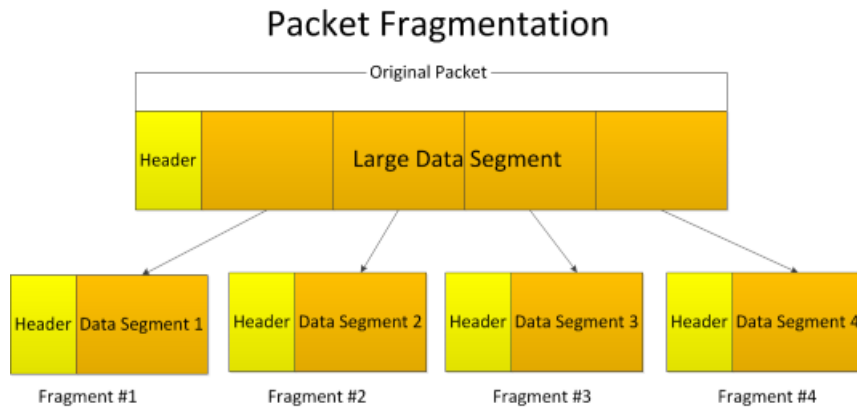 Packet Fragmentation
Original Packet
Header
Large Data Segment
Header
Data Segment 1
Header
Data Segment 2
Header
Data Segment 3
Header
Data Segment 4
Fragment #1
Fragment #2
Fragment #3
Fragment #4